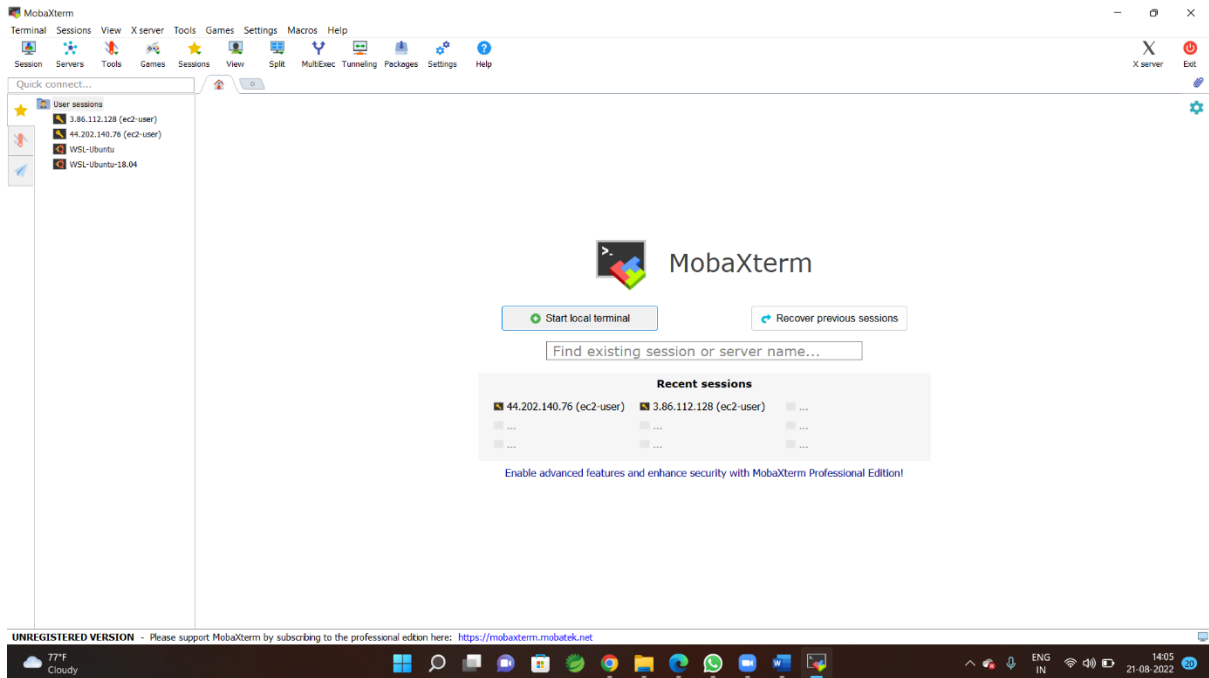 MobaXterm
Terminal Sessions View X server Tools Games Settings Macros Help
Session Servers Tools Games Sessions View Split MultiExec Tunneling Packages Settings Help X server Exit
Quick connect...
User sessions
3.86.112.128 (ec2-user)
44.202.140.76 (ec2-user)
WSL-Ubuntu
WSL-Ubuntu-18.04
>_
MobaXterm
Start local terminal Recover previous sessions
Find existing session or server name...
Recent sessions
44.202.140.76 (ec2-user) 3.86.112.128 (ec2-user) ...
... ... ...
... ... ...
Enable advanced features and enhance security with MobaXterm Professional Edition!
UNREGISTERED VERSION - Please support MobaXterm by subscribing to the professional edition here: https://mobaxterm.mobatek.net
77°F
Cloudy
ENG
IN
14:05
21-08-2022
20